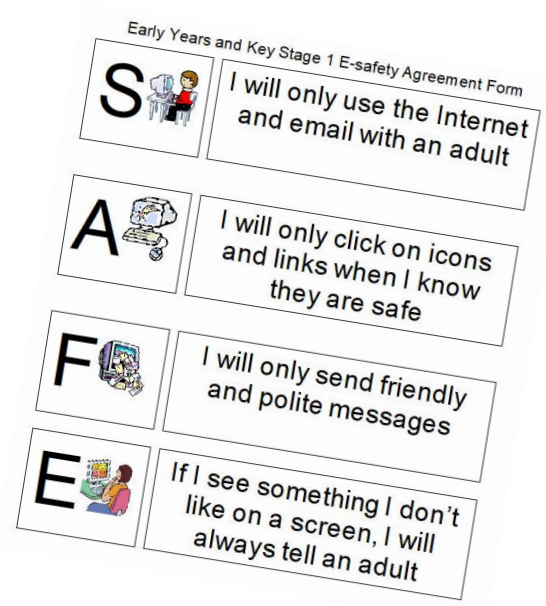 Early Years and Key Stage 1 E-safety Agreement Form
S
I will only use the Internet
and email with an adult
A
I will only click on icons
and links when I know
they are safe
F
I will only send friendly
and polite messages
E
If I see something I don't
like on a screen, I will
always tell an adult